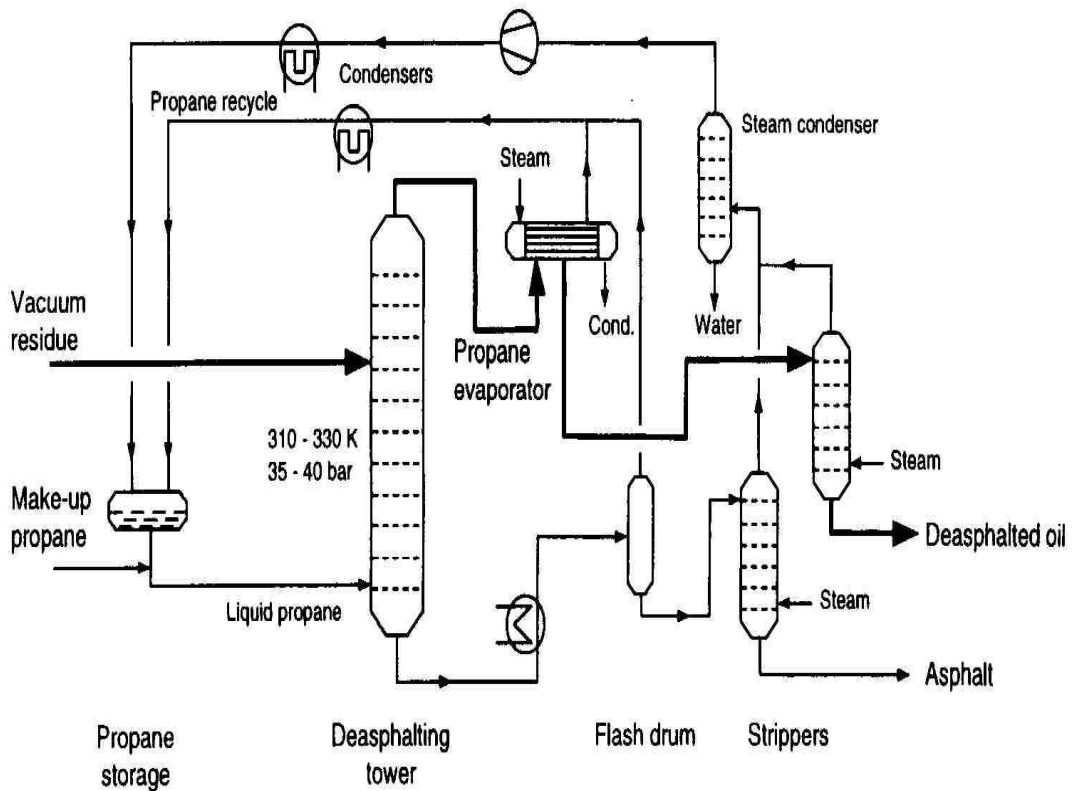 Condensers
Propane recycle
Steam condenser
Steam
Vacuum
residue
Cond.
Water
Propane
evaporator
310 - 330 K
35 - 40 bar
Steam
Make-up
propane
Deasphalted oil
Liquid propane
Steam
Asphalt
Propane
storage
Deasphalting
tower
Flash drum
Strippers